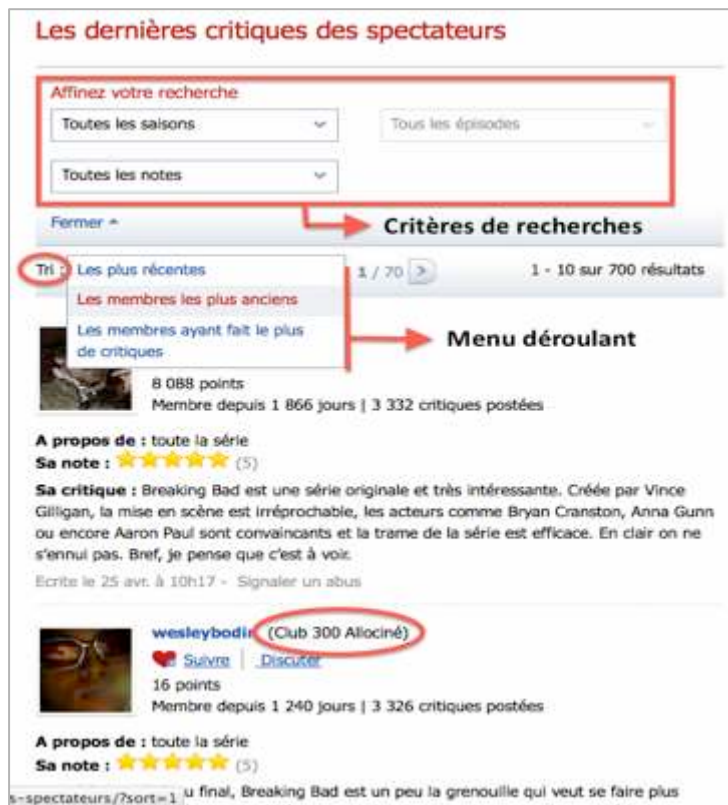 Les dernières critiques des spectateurs
Affinez votre recherche
Toutes les saisons
Tous les épisodes
Toutes les notes
Fermer
Critères de recherches
Tri :
Les plus récentes
1 / 70 >
1 - 10 sur 700 résultats
Les membres les plus anciens
Les membres ayant fait le plus
de critiques
Menu déroulant
8 088 points
Membre depuis 1 866 jours | 3 332 critiques postées
A propos de : toute la série
Sa note : (5)
Sa critique : Breaking Bad est une série originale et très intéressante. Créée par Vince
Gilligan, la mise en scène est irréprochable, les acteurs comme Bryan Cranston, Anna Gunn
ou encore Aaron Paul sont convaincants et la trame de la série est efficace. En clair on ne
s'ennui pas. Bref, je pense que c'est à voir.
Ecrite le 25 avr. à 10h17 - Signaler un abus
wesleybodin (Club 300 Allociné)
Suivre | Discuter
16 points
Membre depuis 1 240 jours | 3 326 critiques postées
A propos de : toute la série
Sa note : (5)
s-spectateurs/?sort=1 u final, Breaking Bad est un peu la grenouille qui veut se faire plus